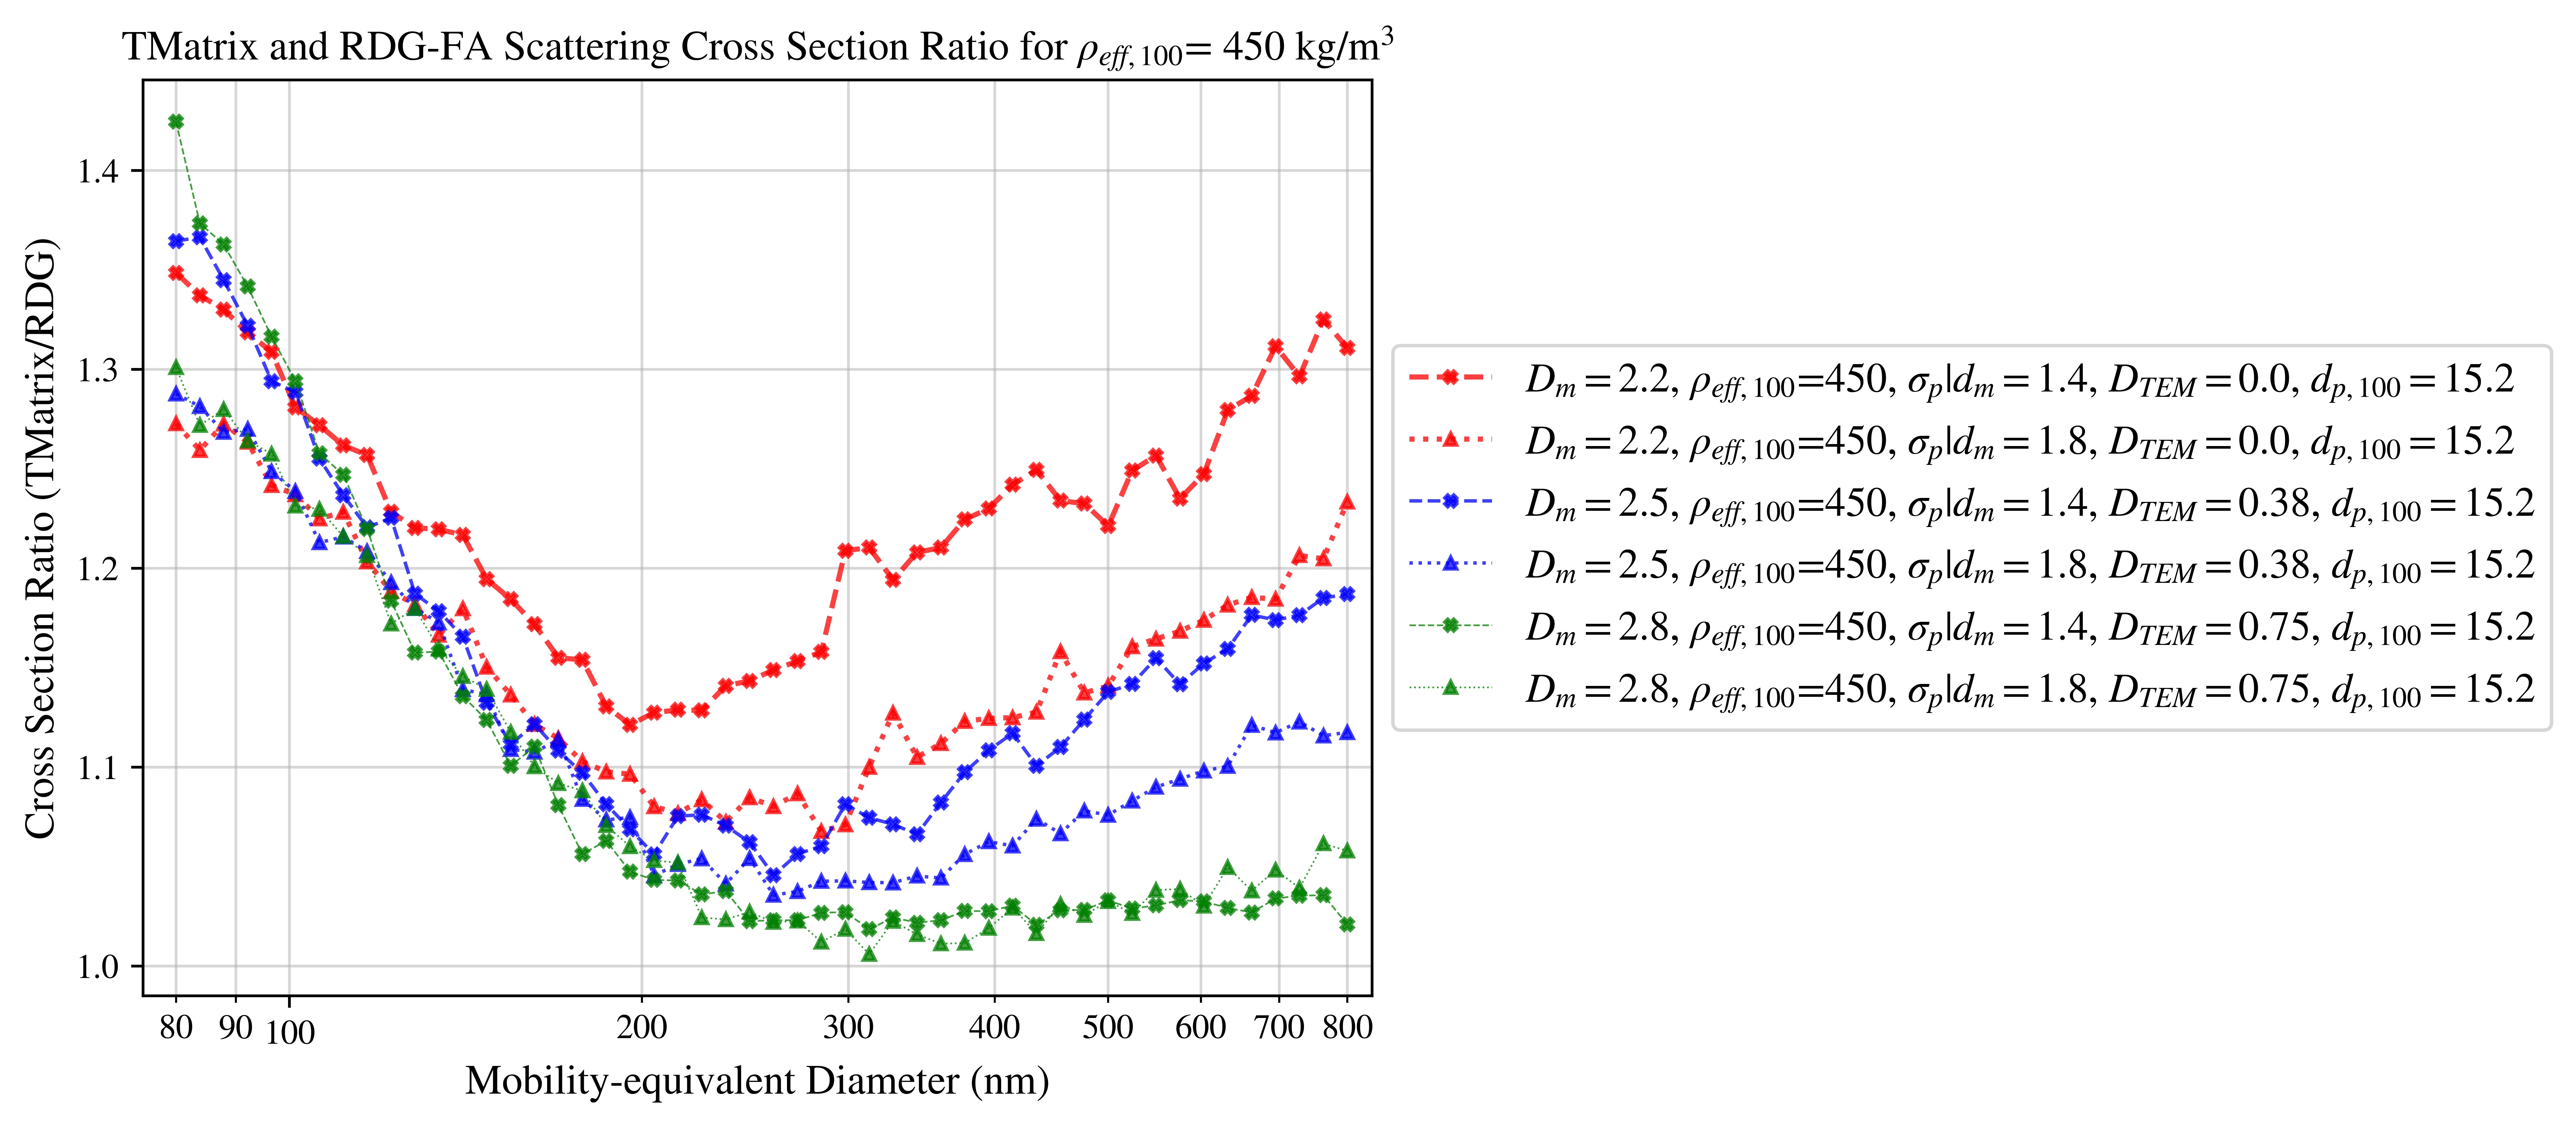 TMatrix and RDG-FA Scattering Cross Section Ratio for ρeff,100= 450 kg/m³
Cross Section Ratio (TMatrix/RDG)
1.4
1.3
1.2
1.1
1.0
80 90 100 200 300 400 500 600 700 800
Mobility-equivalent Diameter (nm)
Dm = 2.2, ρeff,100=450, σp|dm = 1.4, DTEM = 0.0, dp,100 = 15.2
Dm = 2.2, ρeff,100=450, σp|dm = 1.8, DTEM = 0.0, dp,100 = 15.2
Dm = 2.5, ρeff,100=450, σp|dm = 1.4, DTEM = 0.38, dp,100 = 15.2
Dm = 2.5, ρeff,100=450, σp|dm = 1.8, DTEM = 0.38, dp,100 = 15.2
Dm = 2.8, ρeff,100=450, σp|dm = 1.4, DTEM = 0.75, dp,100 = 15.2
Dm = 2.8, ρeff,100=450, σp|dm = 1.8, DTEM = 0.75, dp,100 = 15.2